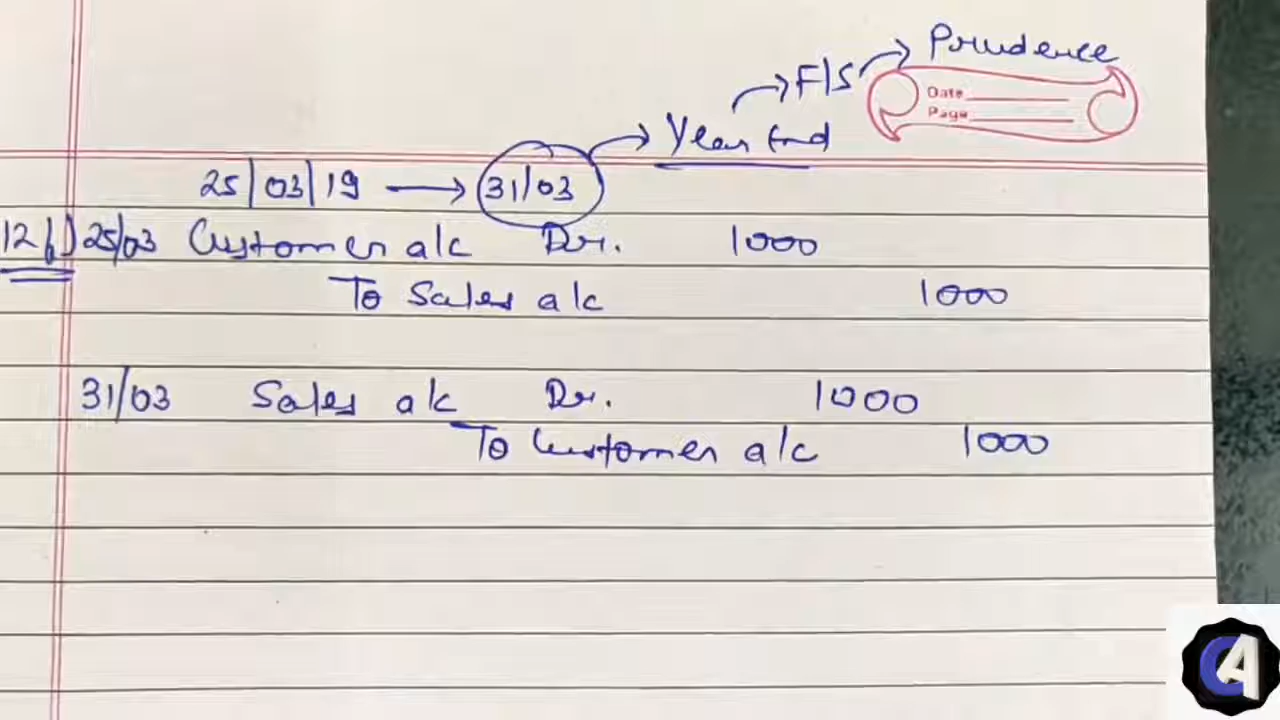 Prudence
F/S
Date
Page
Year End
25/03/19 → 31/03
12 b) 25/03 Customer a/c Dr. 1000
To Sales a/c 1000
31/03 Sales a/c Dr. 1000
To Customer a/c 1000
CA